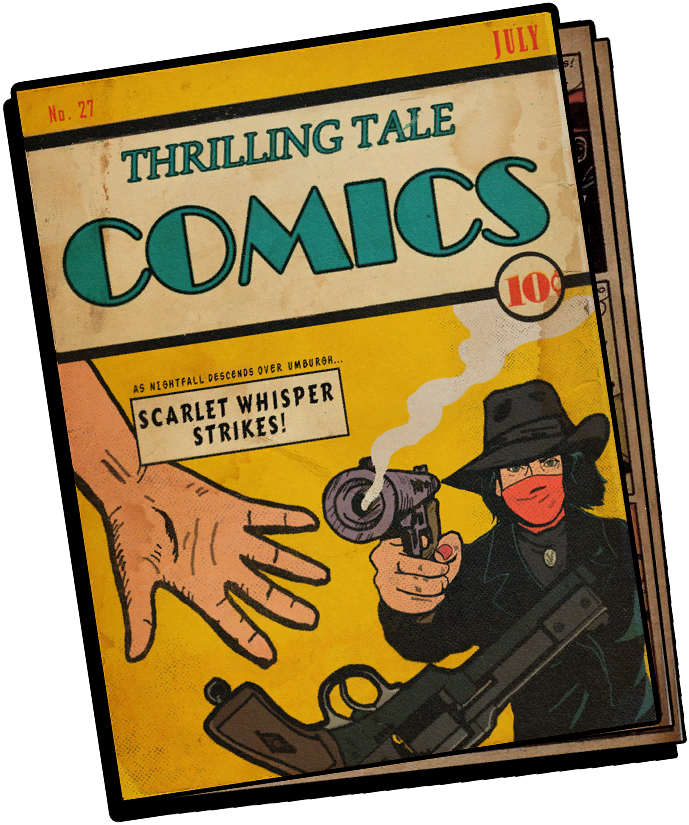 No. 27
JULY
THRILLING TALE
COMICS
10¢
AS NIGHTFALL DESCENDS OVER UMBURGH...
SCARLET WHISPER
STRIKES!